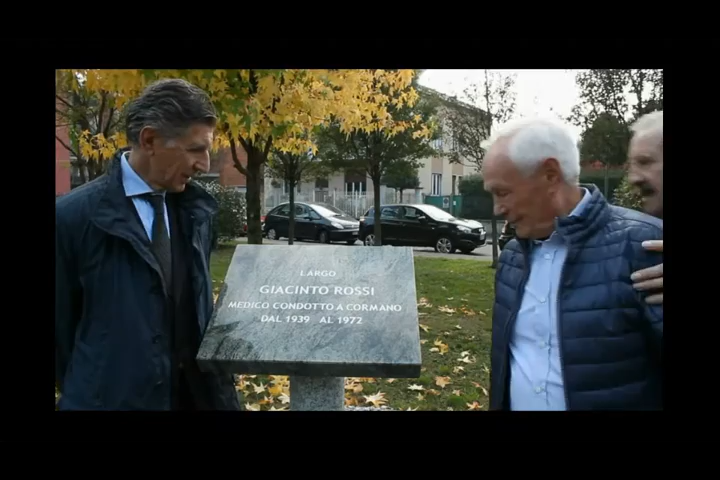 LARGO
GIACINTO ROSSI
MEDICO CONDOTTO A CORMANO
DAL 1939 AL 1972